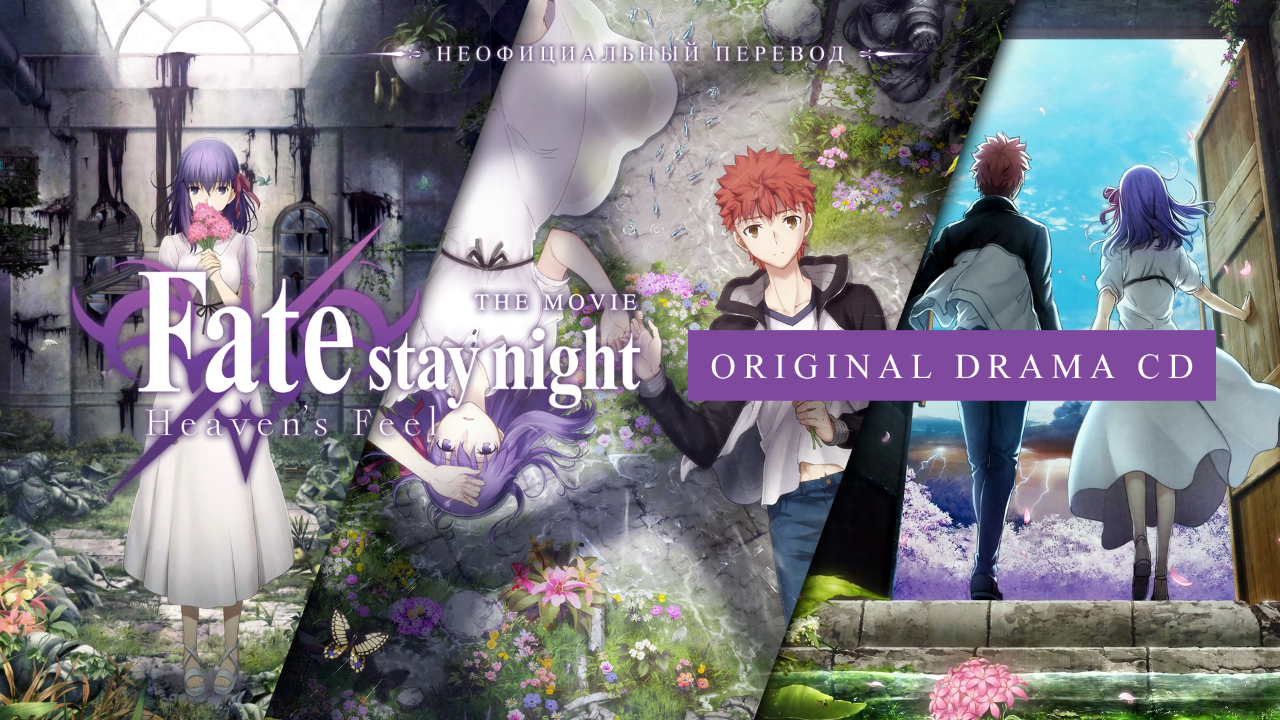 НЕОФИЦИАЛЬНЫЙ ПЕРЕВОД
THE MOVIE
Fate stay night
Heaven's Feel
ORIGINAL DRAMA CD